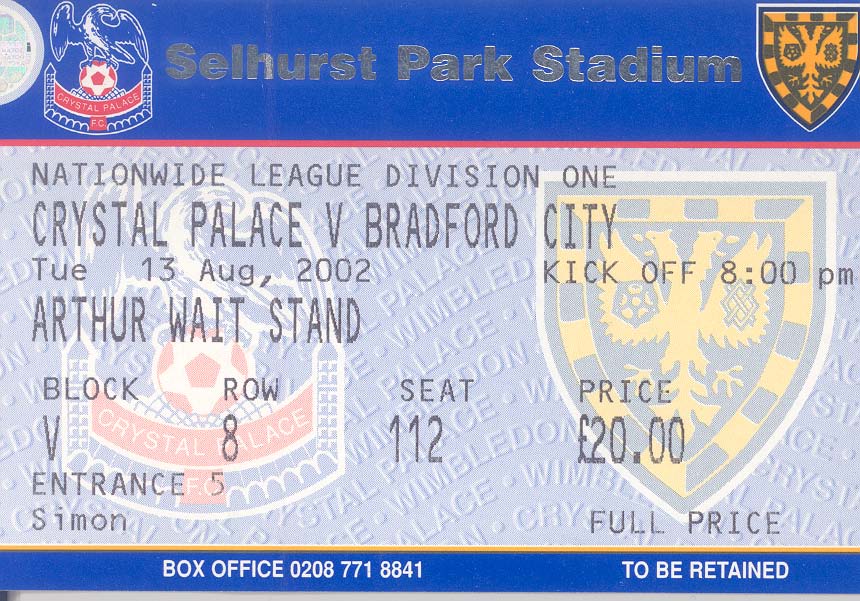 Selhurst Park Stadium
CRYSTAL PALACE
F.C.
NATIONWIDE LEAGUE DIVISION ONE
CRYSTAL PALACE V BRADFORD CITY
Tue 13 Aug, 2002 KICK OFF 8:00 pm
ARTHUR WAIT STAND
BLOCK ROW SEAT PRICE
V 8 112 £20.00
CRYSTAL PALACE
F.C.
ENTRANCE 5
Simon FULL PRICE
BOX OFFICE 0208 771 8841 TO BE RETAINED